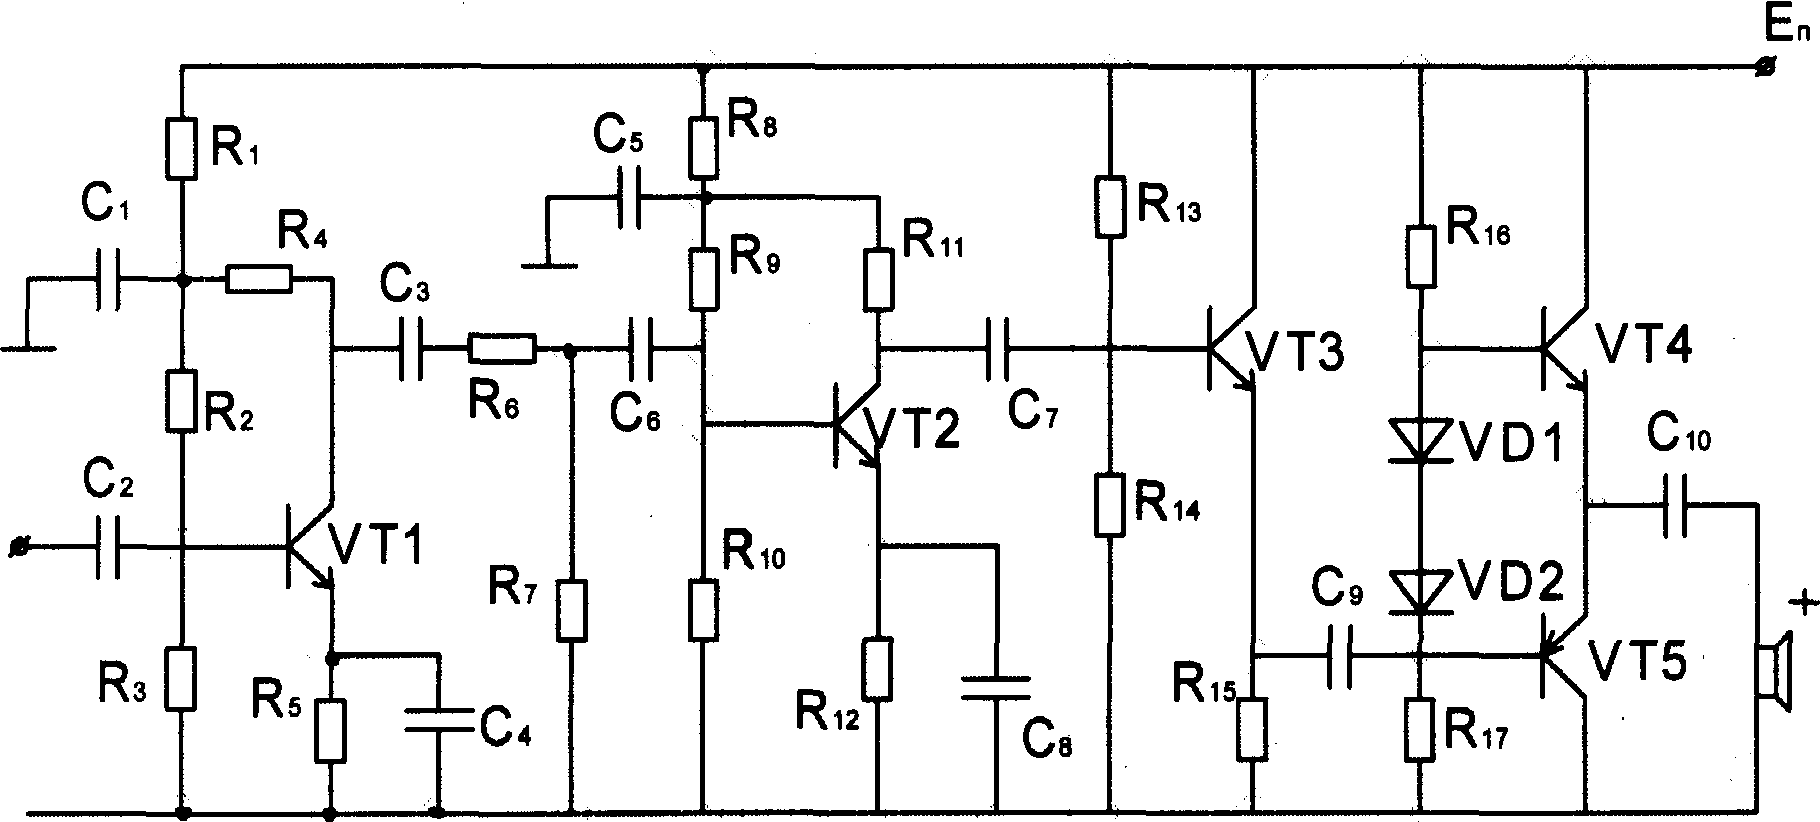 Eп
R8
C5
R1
C1
R13
R4
R11
R16
R9
C3
VT3
VT4
R6
C6
C7
R2
VT2
VD1
C10
C2
R14
VT1
R10
R7
C9
VD2
+
R3
R5
R15
VT5
R12
C4
C8
R17